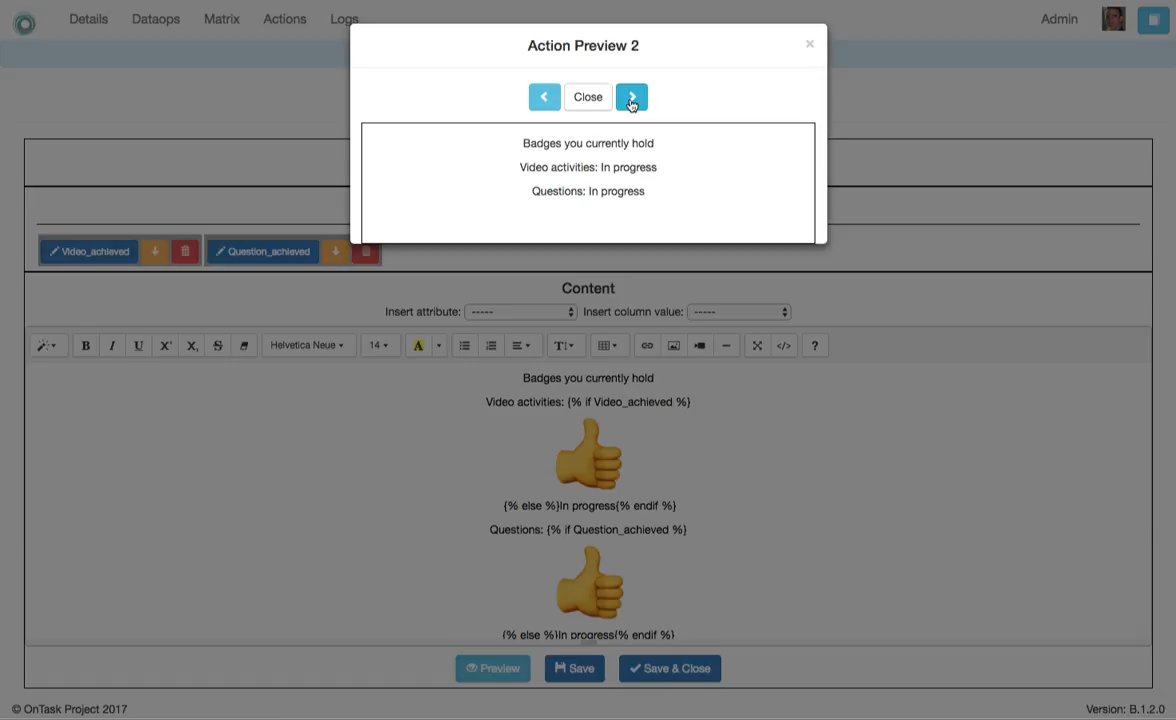 Details Dataops Matrix Actions Logs Admin
Action Preview 2 ×
Close
Badges you currently hold
Video activities: In progress
Questions: In progress
Video_achieved Question_achieved
Content
Insert attribute: ----- Insert column value: -----
B I U X' X, S Helvetica Neue 14 A T ?
Badges you currently hold
Video activities: {% if Video_achieved %}
{% else %}In progress{% endif %}
Questions: {% if Question_achieved %}
{% else %}In progress{% endif %}
Preview Save Save & Close
© OnTask Project 2017 Version: B.1.2.0